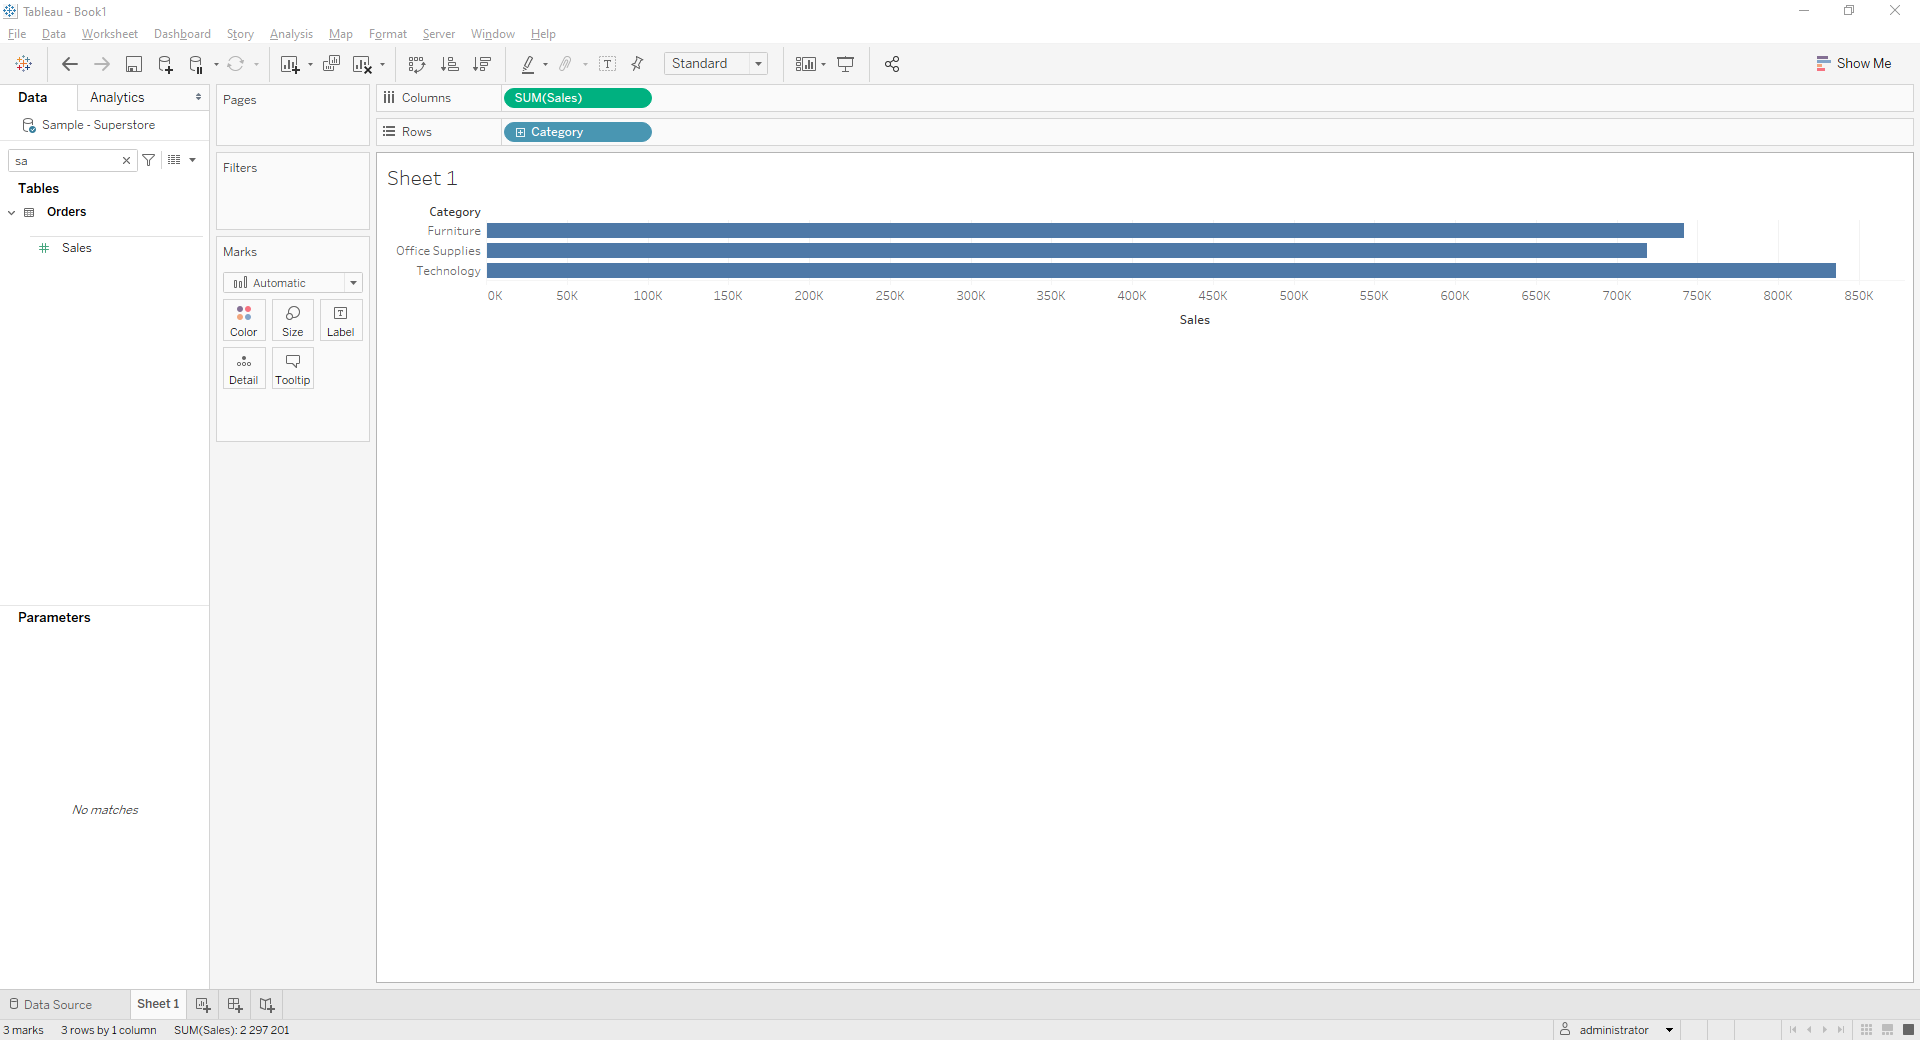 Tableau - Book1
File Data Worksheet Dashboard Story Analysis Map Format Server Window Help
Standard
Show Me
Data Analytics
Sample - Superstore
sa
Tables
Orders
Sales
Parameters
No matches
Pages
Filters
Marks
Automatic
Color Size Label
Detail Tooltip
Columns SUM(Sales)
Rows Category
Sheet 1
Category
Furniture
Office Supplies
Technology
0K 50K 100K 150K 200K 250K 300K 350K 400K 450K 500K 550K 600K 650K 700K 750K 800K 850K
Sales
Data Source Sheet 1
3 marks 3 rows by 1 column SUM(Sales): 2 297 201
administrator